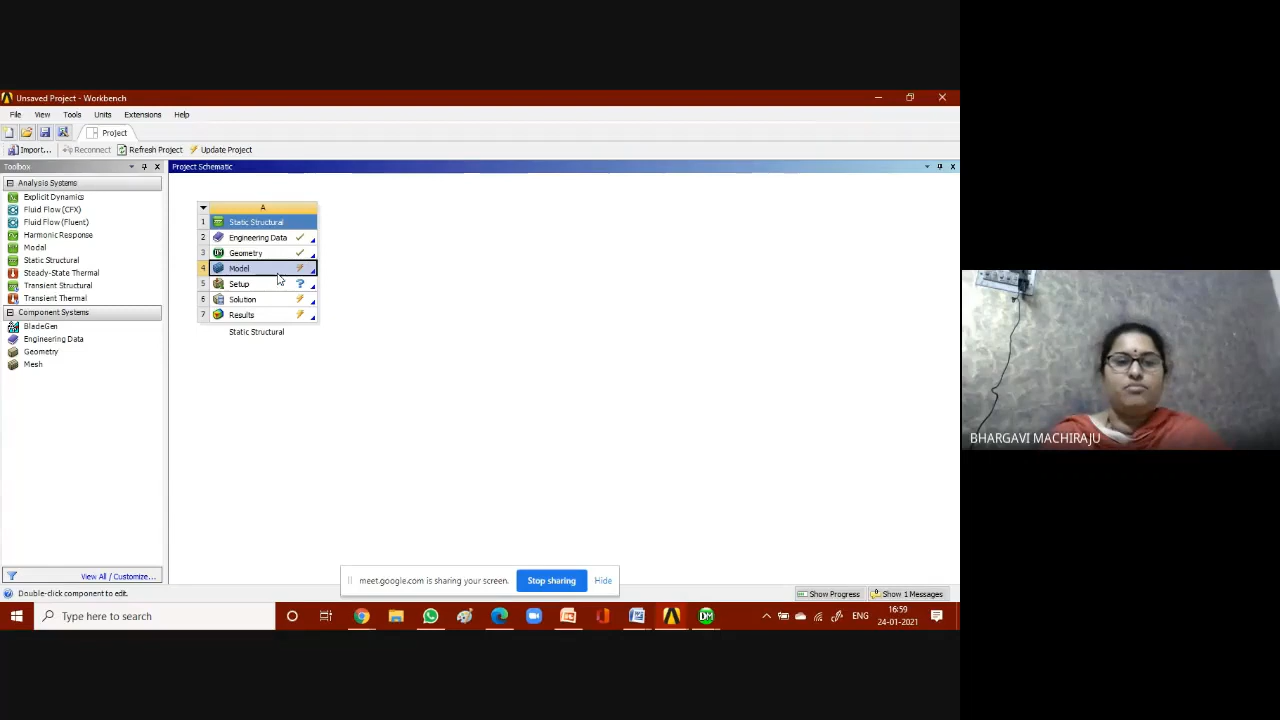 Unsaved Project - Workbench
File View Tools Units Extensions Help
Project
Import... Reconnect Refresh Project Update Project
Toolbox
Analysis Systems
Explicit Dynamics
Fluid Flow (CFX)
Fluid Flow (Fluent)
Harmonic Response
Modal
Static Structural
Steady-State Thermal
Transient Structural
Transient Thermal
Component Systems
BladeGen
Engineering Data
Geometry
Mesh
View All / Customize...
Project Schematic
A
1 Static Structural
2 Engineering Data
3 DM Geometry
4 Model
5 Setup ?
6 Solution
7 Results
Static Structural
meet.google.com is sharing your screen. Stop sharing Hide
Double-click component to edit. Show Progress Show 1 Messages
Type here to search DM ENG 16:59
24-01-2021
BHARGAVI MACHIRAJU